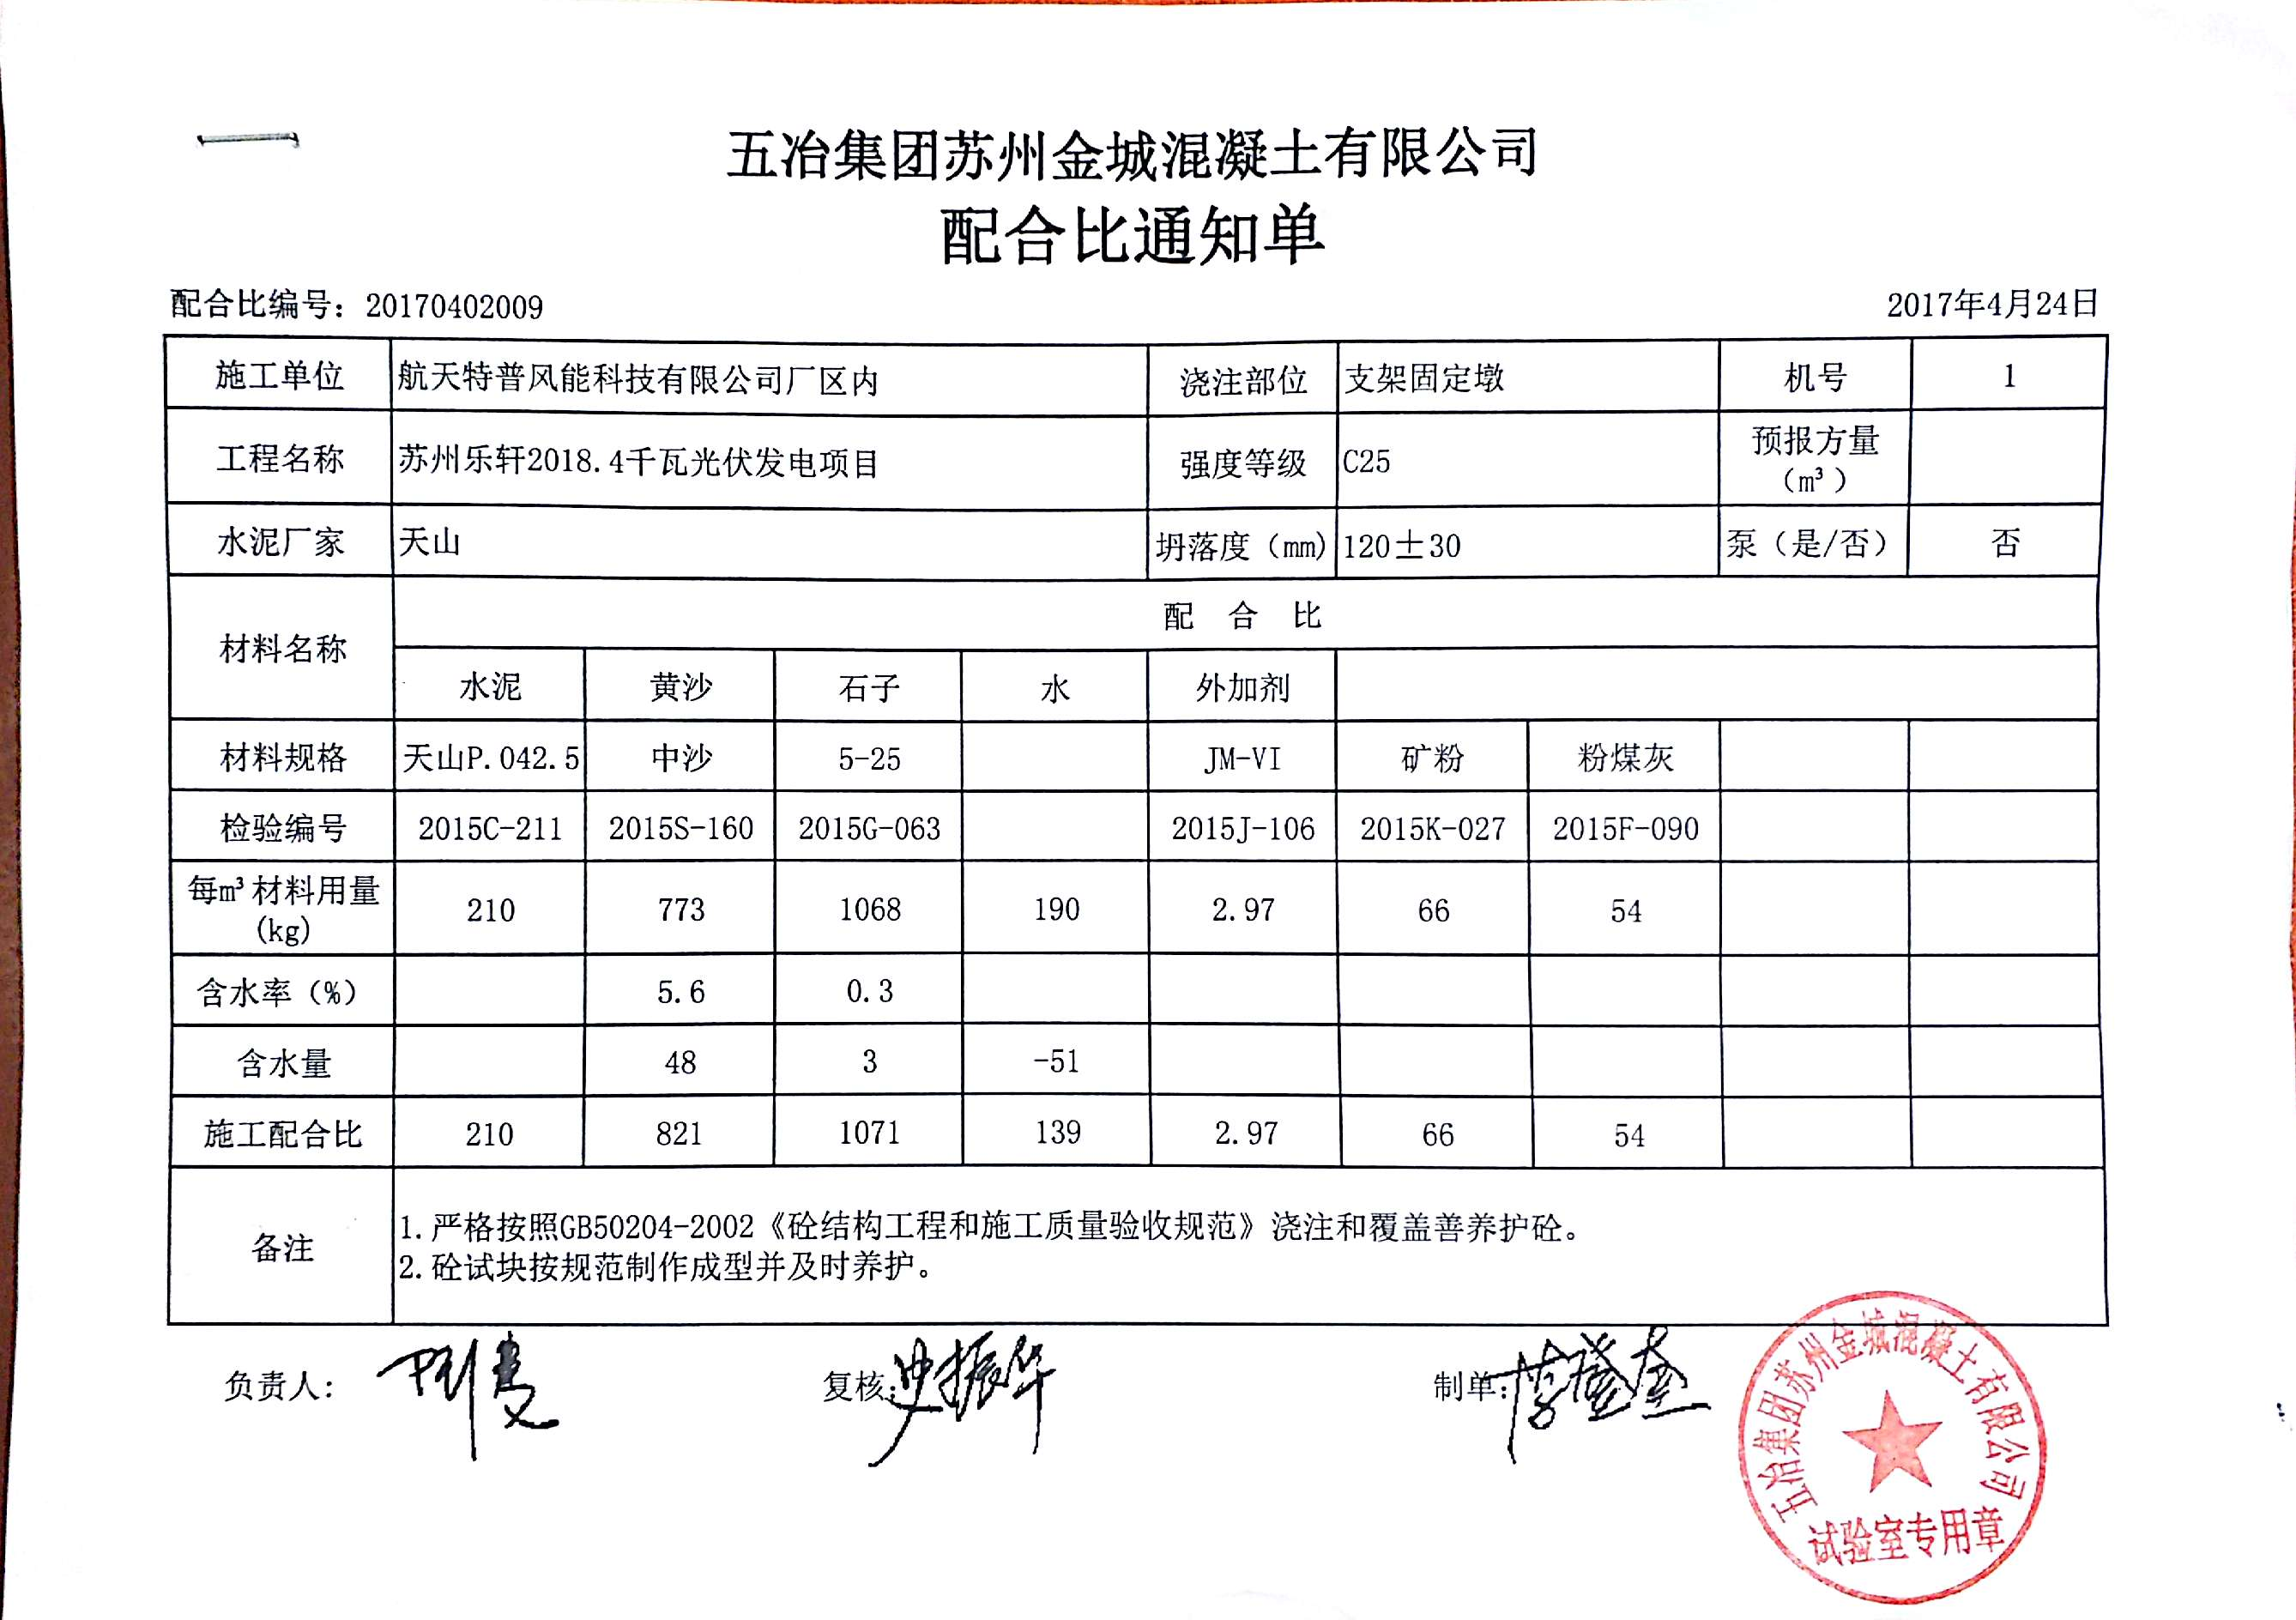 五冶集团苏州金城混凝土有限公司
配合比通知单
配合比编号：20170402009 2017年4月24日
施工单位 航天特普风能科技有限公司厂区内 浇注部位 支架固定墩 机号 1
工程名称 苏州乐轩2018.4千瓦光伏发电项目 强度等级 C25 预报方量（m³）
水泥厂家 天山 坍落度（mm） 120±30 泵（是/否） 否
材料名称 配 合 比
水泥 黄沙 石子 水 外加剂
材料规格 天山P.042.5 中沙 5-25 JM-VI 矿粉 粉煤灰
检验编号 2015C-211 2015S-160 2015G-063 2015J-106 2015K-027 2015F-090
每m³材料用量(kg) 210 773 1068 190 2.97 66 54
含水率（%） 5.6 0.3
含水量 48 3 -51
施工配合比 210 821 1071 139 2.97 66 54
备注
1.严格按照GB50204-2002《砼结构工程和施工质量验收规范》浇注和覆盖善养护砼。
2.砼试块按规范制作成型并及时养护。
负责人： 复核：史振华 制单：
五冶集团苏州金城混凝土有限公司
试验室专用章